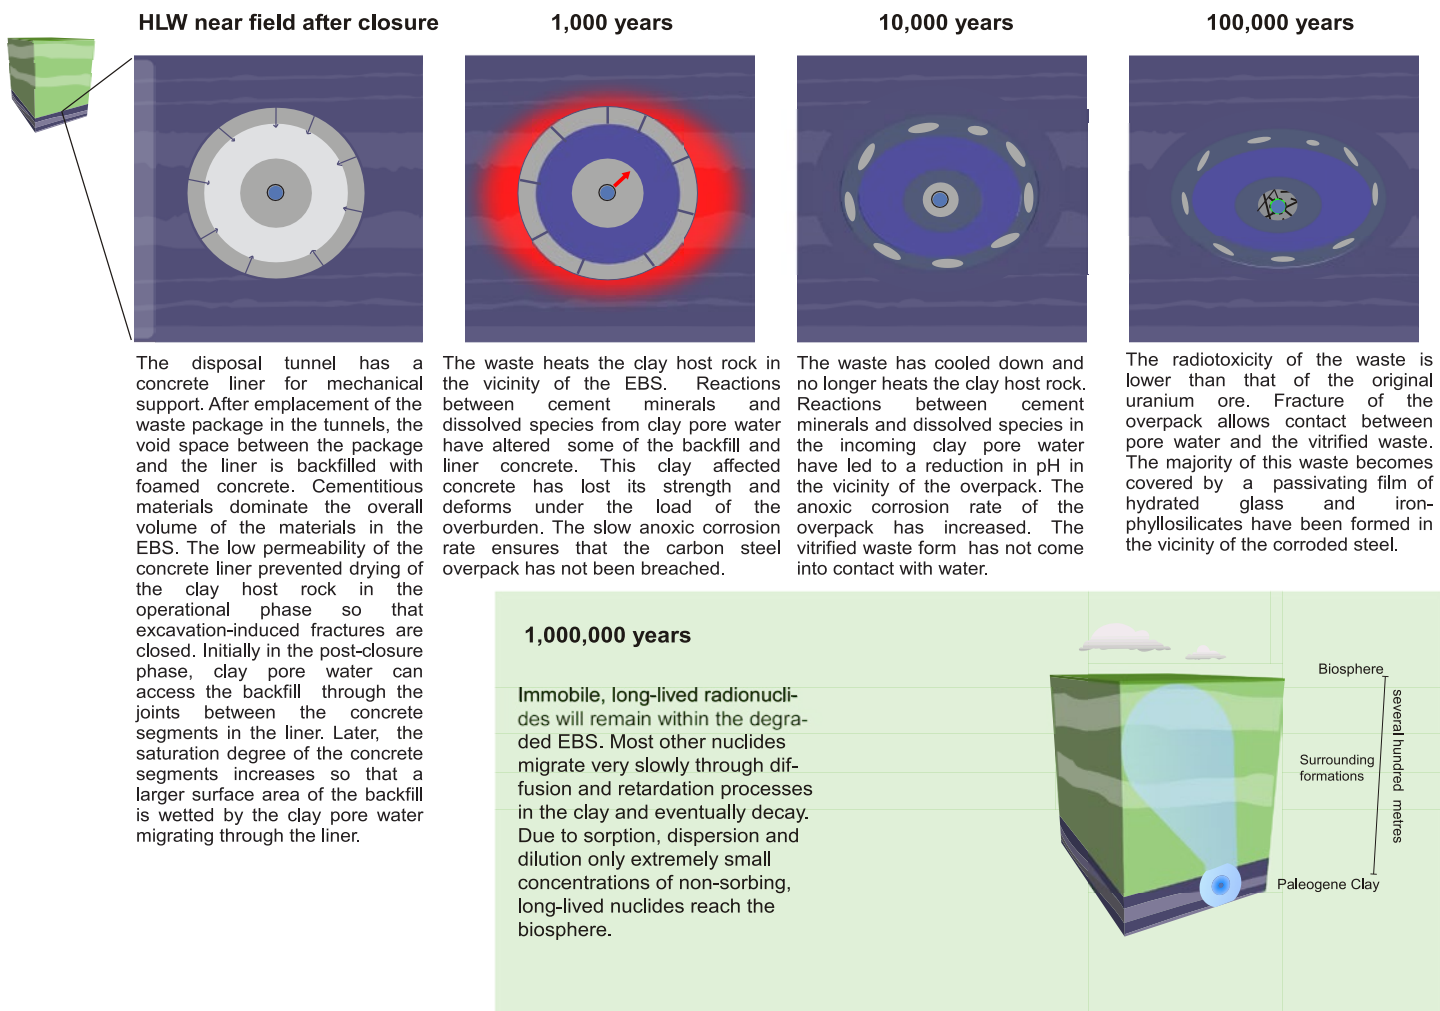 HLW near field after closure
The disposal tunnel has a
concrete liner for mechanical
support. After emplacement of the
waste package in the tunnels, the
void space between the package
and the liner is backfilled with
foamed concrete. Cementitious
materials dominate the overall
volume of the materials in the
EBS. The low permeability of the
concrete liner prevented drying of
the clay host rock in the
operational phase so that
excavation-induced fractures are
closed. Initially in the post-closure
phase, clay pore water can
access the backfill through the
joints between the concrete
segments in the liner. Later, the
saturation degree of the concrete
segments increases so that a
larger surface area of the backfill
is wetted by the clay pore water
migrating through the liner.
1,000 years
The waste heats the clay host rock in
the vicinity of the EBS. Reactions
between cement minerals and
dissolved species from clay pore water
have altered some of the backfill and
liner concrete. This clay affected
concrete has lost its strength and
deforms under the load of the
overburden. The slow anoxic corrosion
rate ensures that the carbon steel
overpack has not been breached.
10,000 years
The waste has cooled down and
no longer heats the clay host rock.
Reactions between cement
minerals and dissolved species in
the incoming clay pore water
have led to a reduction in pH in
the vicinity of the overpack. The
anoxic corrosion rate of the
overpack has increased. The
vitrified waste form has not come
into contact with water.
100,000 years
The radiotoxicity of the waste is
lower than that of the original
uranium ore. Fracture of the
overpack allows contact between
pore water and the vitrified waste.
The majority of this waste becomes
covered by a passivating film of
hydrated glass and iron-
phyllosilicates have been formed in
the vicinity of the corroded steel.
1,000,000 years
Immobile, long-lived radionucli-
des will remain within the degra-
ded EBS. Most other nuclides
migrate very slowly through dif-
fusion and retardation processes
in the clay and eventually decay.
Due to sorption, dispersion and
dilution only extremely small
concentrations of non-sorbing,
long-lived nuclides reach the
biosphere.
Biosphere
Surrounding
formations
several hundred metres
Paleogene Clay